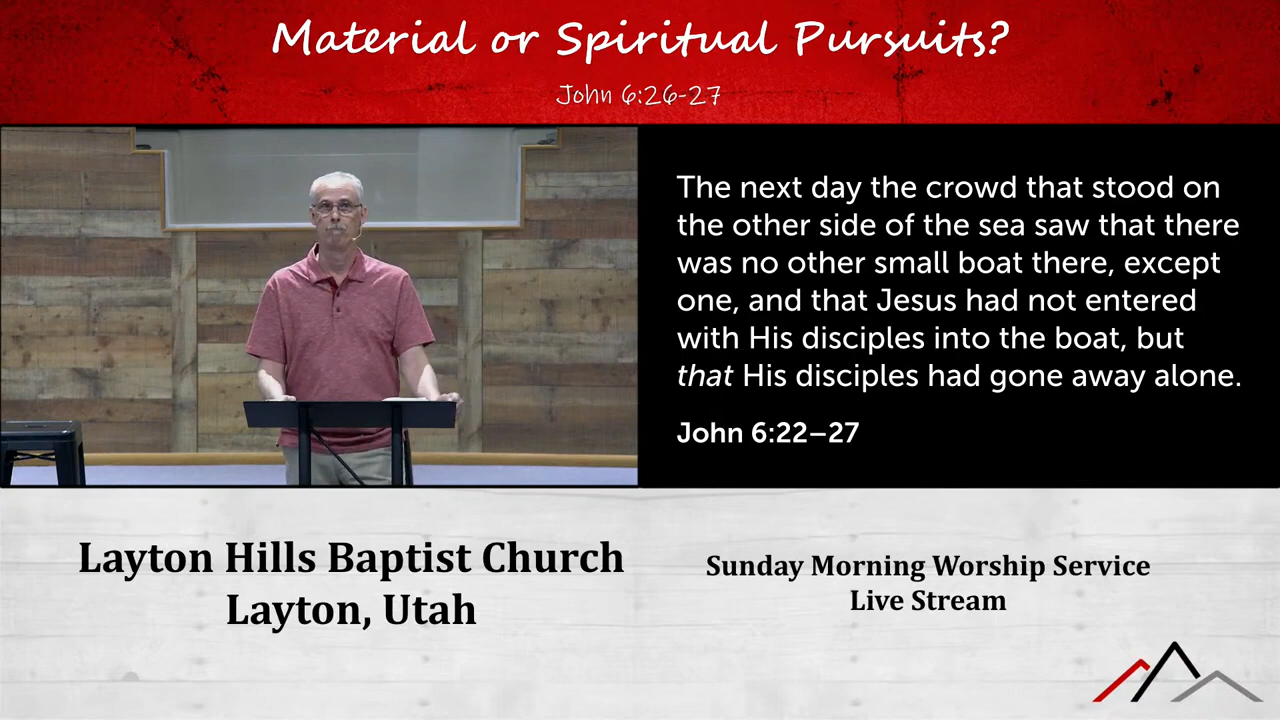 Material or Spiritual Pursuits?
John 6:26-27
The next day the crowd that stood on
the other side of the sea saw that there
was no other small boat there, except
one, and that Jesus had not entered
with His disciples into the boat, but
that His disciples had gone away alone.
John 6:22–27
Layton Hills Baptist Church
Layton, Utah
Sunday Morning Worship Service
Live Stream